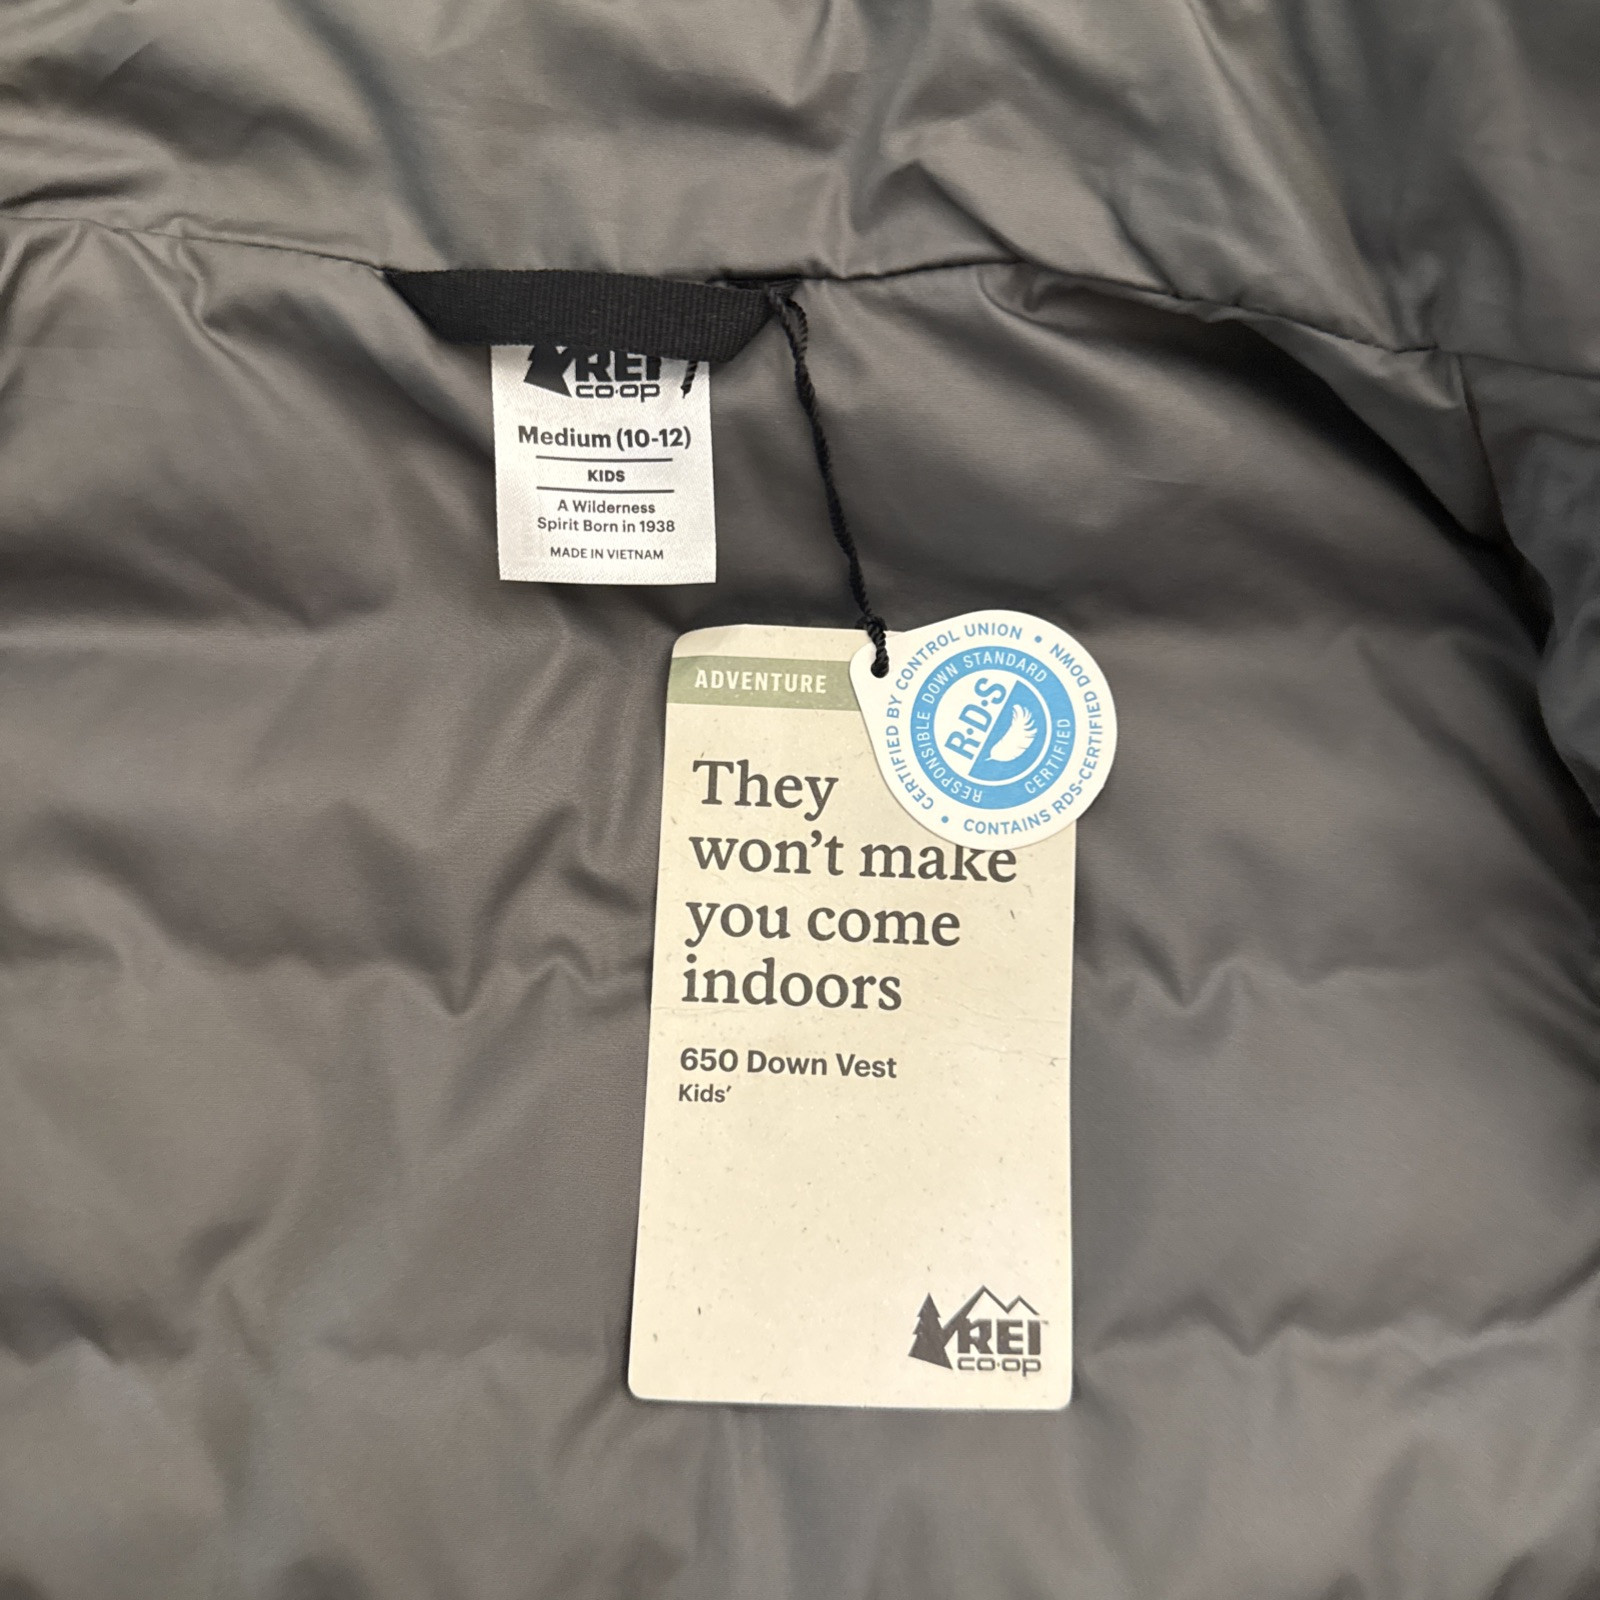 REI
CO·OP
Medium (10-12)
KIDS
A Wilderness
Spirit Born in 1938
MADE IN VIETNAM
ADVENTURE
They
won't make
you come
indoors
650 Down Vest
Kids'
REI
CO·OP
CERTIFIED BY CONTROL UNION • CONTAINS RDS-CERTIFIED DOWN •
RESPONSIBLE DOWN STANDARD
CERTIFIED
R·D·S